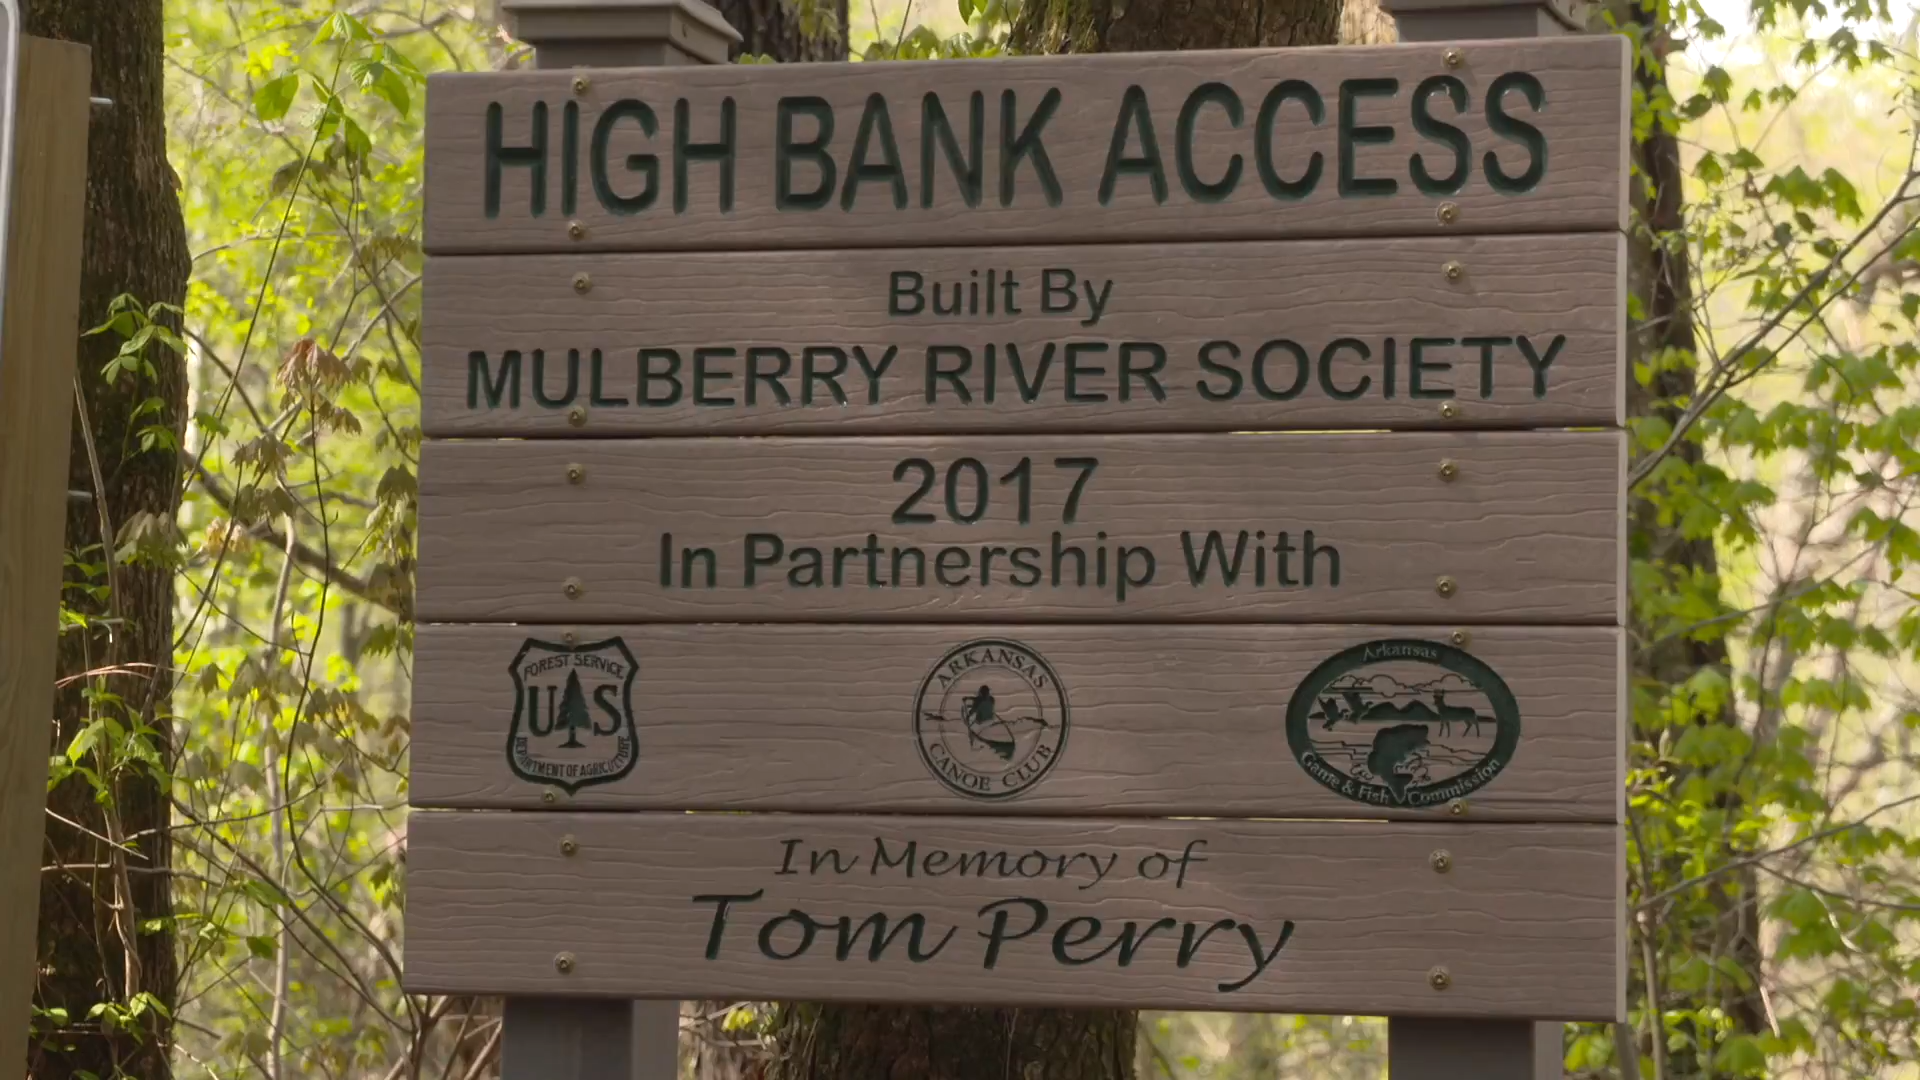 HIGH BANK ACCESS
Built By
MULBERRY RIVER SOCIETY
2017
In Partnership With
FOREST SERVICE
U S
DEPARTMENT OF AGRICULTURE
ARKANSAS
CANOE CLUB
Arkansas
Game & Fish Commission
In Memory of
Tom Perry